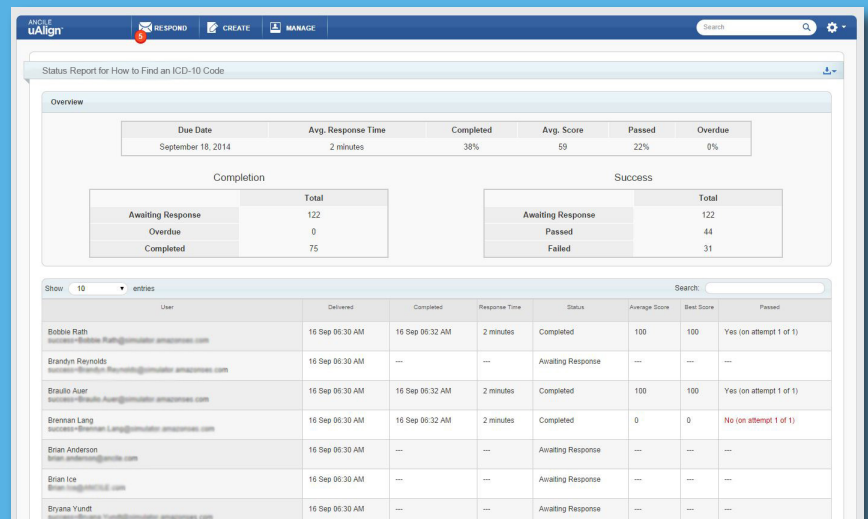 ANCILE
uAlign
RESPOND CREATE MANAGE Search
5
Status Report for How to Find an ICD-10 Code
Overview
Due Date Avg. Response Time Completed Avg. Score Passed Overdue
September 18, 2014 2 minutes 38% 59 22% 0%
Completion Success
Total Total
Awaiting Response 122 Awaiting Response 122
Overdue 0 Passed 44
Completed 75 Failed 31
Show 10 entries Search:
User Delivered Completed Response Time Status Average Score Best Score Passed
Bobbie Rath 16 Sep 06:30 AM 16 Sep 06:32 AM 2 minutes Completed 100 100 Yes (on attempt 1 of 1)
Brandyn Reynolds 16 Sep 06:30 AM --- --- Awaiting Response --- --- ---
Braulio Auer 16 Sep 06:30 AM 16 Sep 06:32 AM 2 minutes Completed 100 100 Yes (on attempt 1 of 1)
Brennan Lang 16 Sep 06:30 AM 16 Sep 06:32 AM 2 minutes Completed 0 0 No (on attempt 1 of 1)
Brian Anderson 16 Sep 06:30 AM --- --- Awaiting Response --- --- ---
Brian Ice 16 Sep 06:30 AM --- --- Awaiting Response --- --- ---
Bryana Yundt 16 Sep 06:30 AM --- --- Awaiting Response --- --- ---